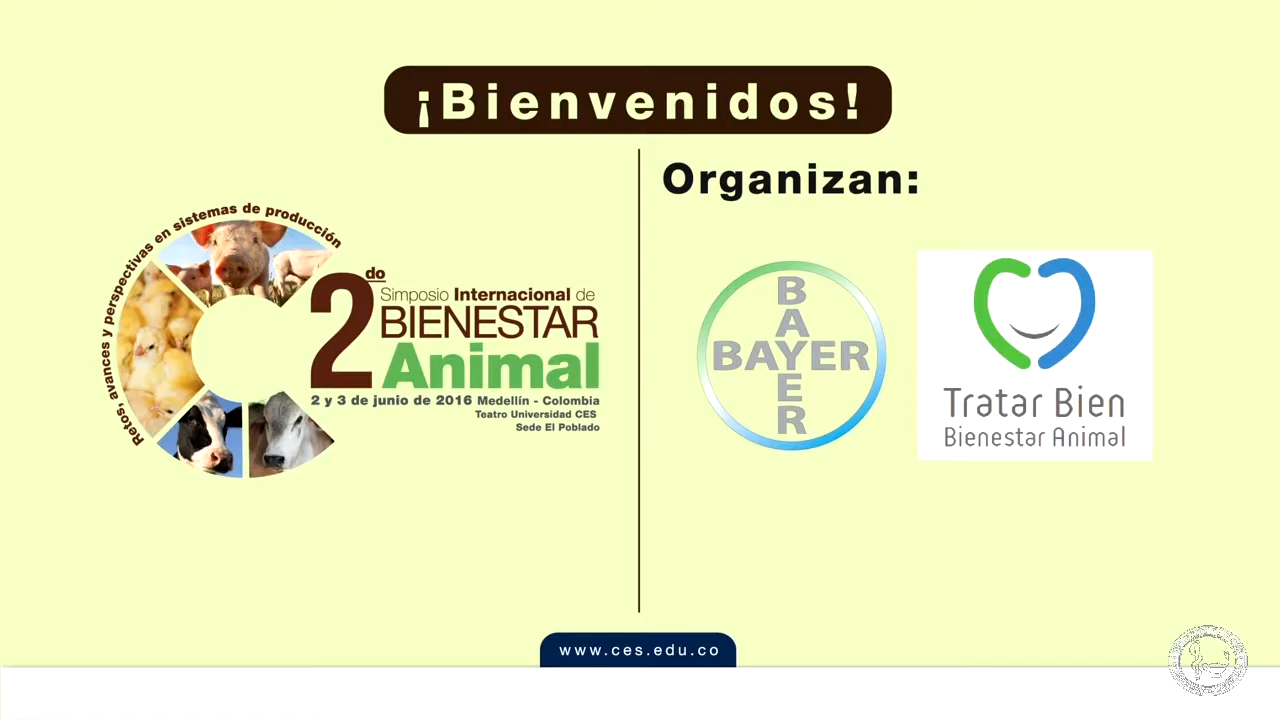 ¡Bienvenidos!
Retos, avances y perspectivas en sistemas de producción
2do
Simposio Internacional de
BIENESTAR
Animal
2 y 3 de junio de 2016 Medellín - Colombia
Teatro Universidad CES
Sede El Poblado
Organizan:
BAYER
BAYER
Tratar Bien
Bienestar Animal
www.ces.edu.co